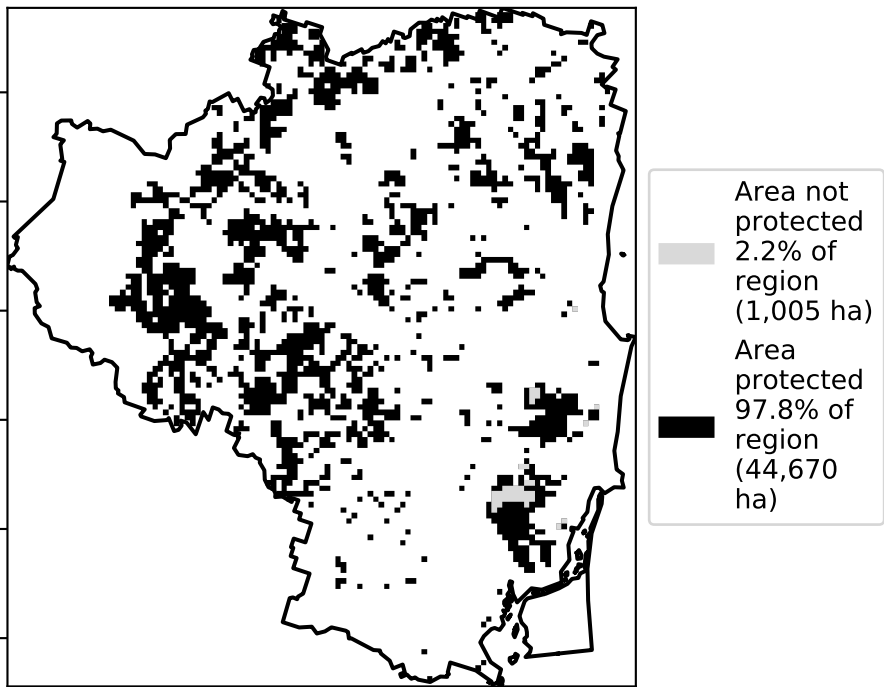 Area not
protected
2.2% of
region
(1,005 ha)
Area
protected
97.8% of
region
(44,670
ha)